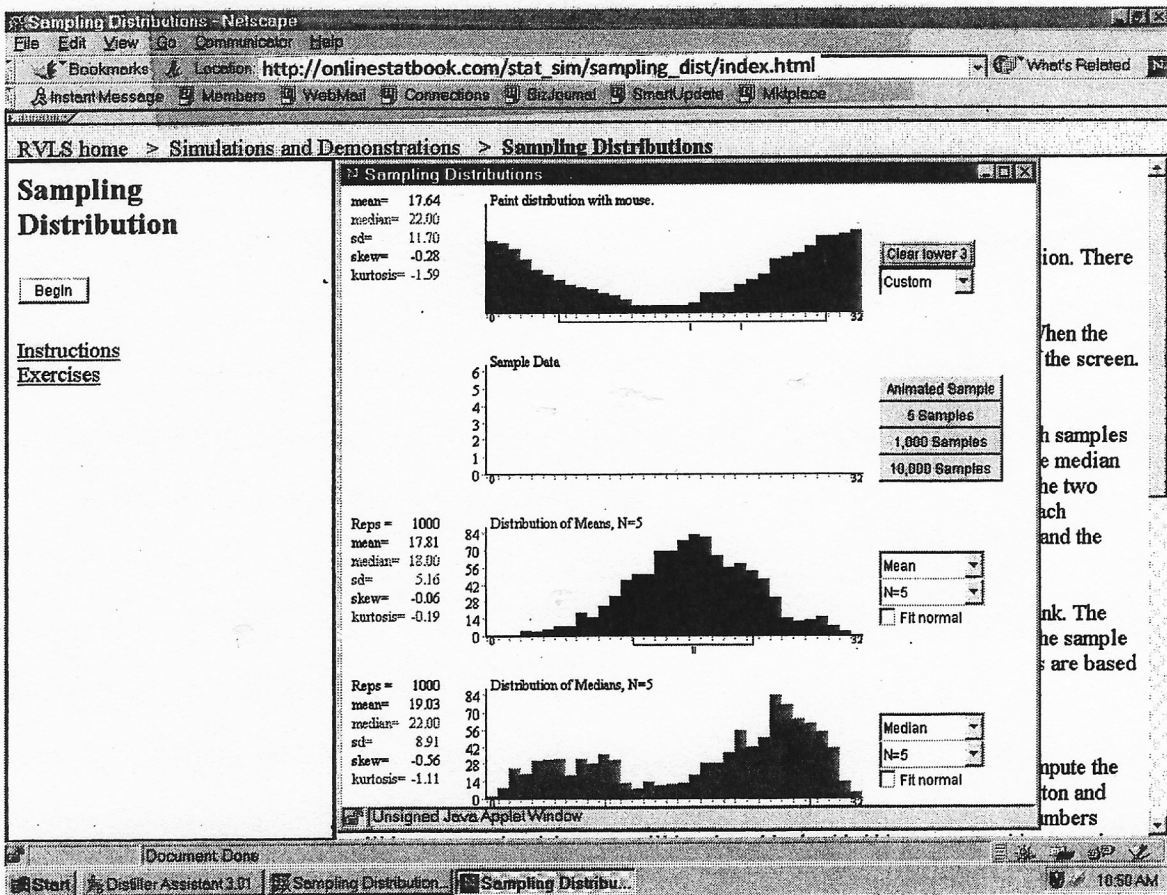 Sampling Distributions - Netscape
File Edit View Go Communicator Help
Bookmarks Location: http://onlinestatbook.com/stat_sim/sampling_dist/index.html What's Related
Instant Message Members WebMail Connections BizJournal SmartUpdate Mktplace
RVLS home > Simulations and Demonstrations > Sampling Distributions
Sampling
Distribution
Begin
Instructions
Exercises
Sampling Distributions
mean= 17.64
median= 22.00
sd= 11.70
skew= -0.28
kurtosis= -1.59
Paint distribution with mouse.
0 32
Clear lower 3
Custom
Sample Data
6
5
4
3
2
1
0
0 32
Animated Sample
5 Samples
1,000 Samples
10,000 Samples
Reps = 1000
mean= 17.81
median= 18.00
sd= 5.16
skew= -0.06
kurtosis= -0.19
Distribution of Means, N=5
84
70
56
42
28
14
0
0 32
Mean
N=5
Fit normal
Reps = 1000
mean= 19.03
median= 22.00
sd= 8.91
skew= -0.56
kurtosis= -1.11
Distribution of Medians, N=5
84
70
56
42
28
14
0
0 32
Median
N=5
Fit normal
Unsigned Java Applet Window
ion. There
When the
the screen.
h samples
e median
he two
ach
and the
nk. The
he sample
s are based
mpute the
ton and
umbers
Document Done
Start Distiller Assistant 3.01 Sampling Distribution... Sampling Distribu... 10:50 AM